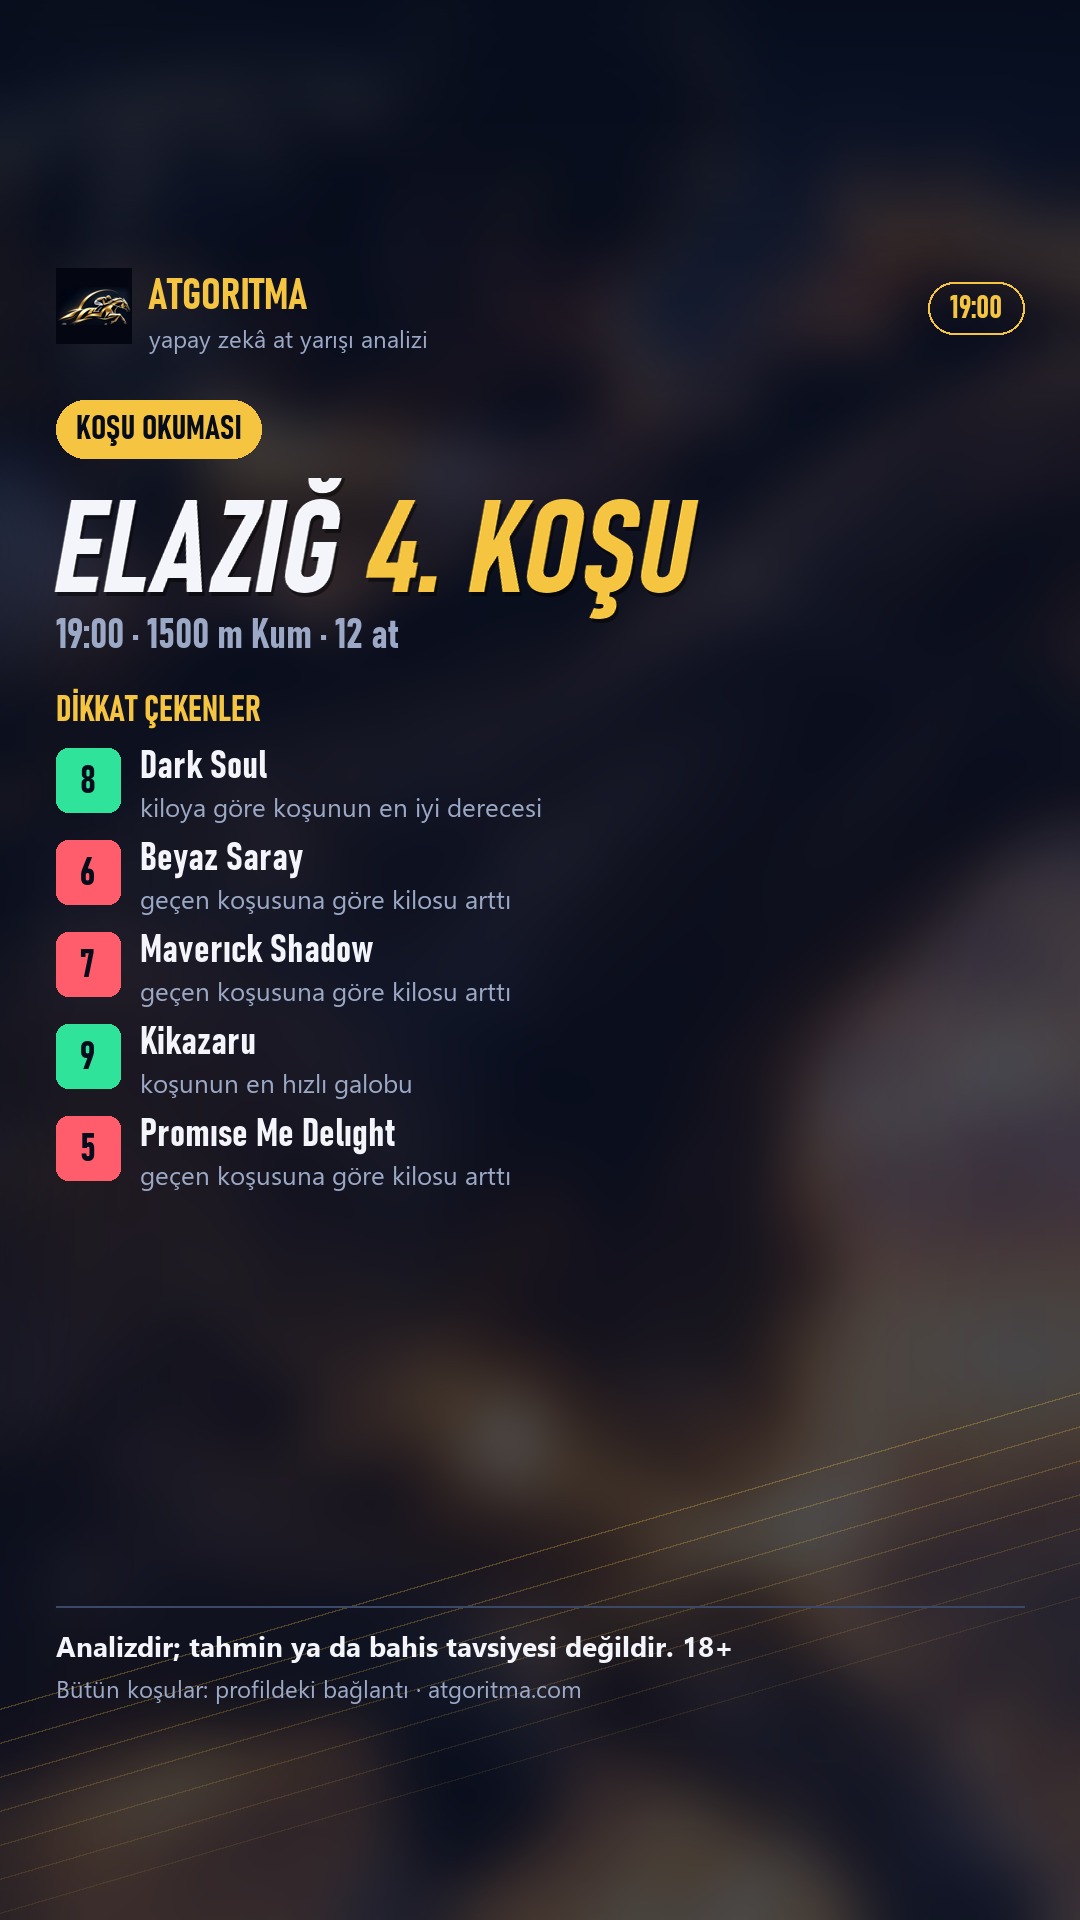 ATGORITMA
yapay zekâ at yarışı analizi
19:00
KOŞU OKUMASI
ELAZIĞ 4. KOŞU
19:00 · 1500 m Kum · 12 at
DİKKAT ÇEKENLER
8 Dark Soul
kiloya göre koşunun en iyi derecesi
6 Beyaz Saray
geçen koşusuna göre kilosu arttı
7 Maverıck Shadow
geçen koşusuna göre kilosu arttı
9 Kikazaru
koşunun en hızlı galobu
5 Promıse Me Delıght
geçen koşusuna göre kilosu arttı
Analizdir; tahmin ya da bahis tavsiyesi değildir. 18+
Bütün koşular: profildeki bağlantı · atgoritma.com